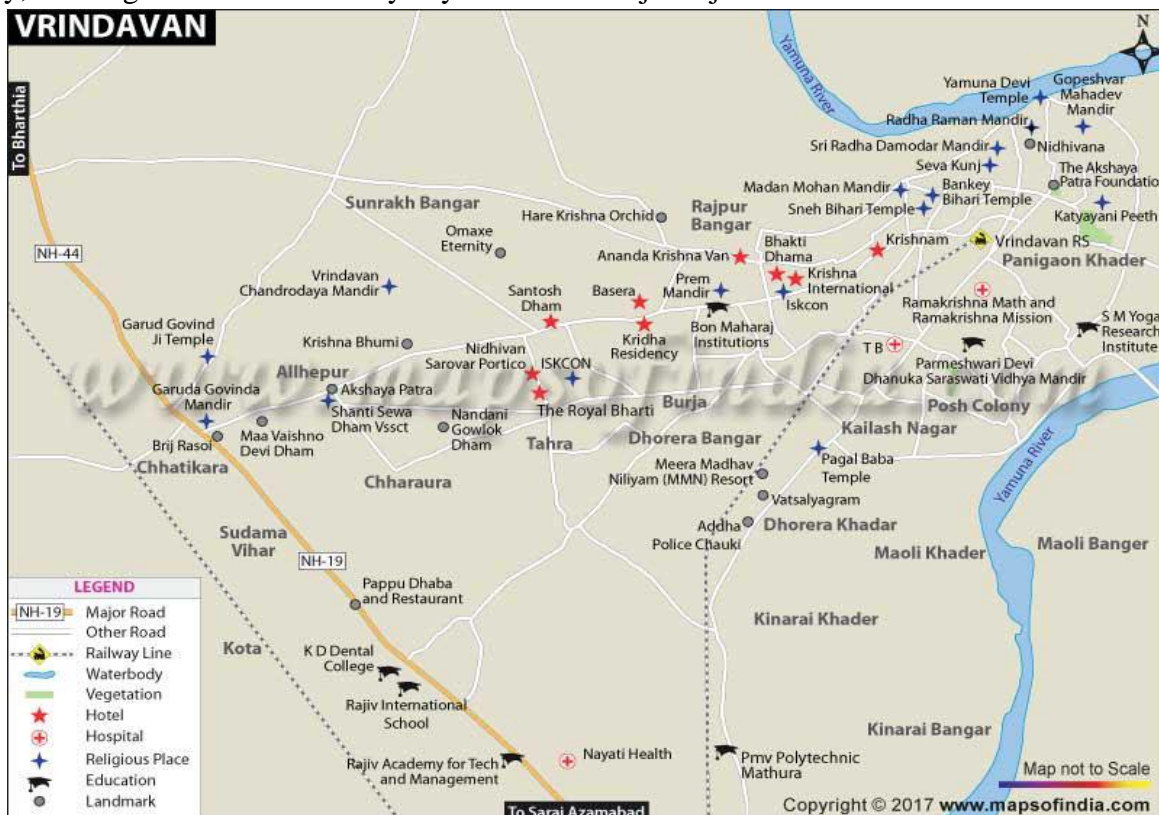 VRINDAVAN
N
To Bharthia
NH-44
Yamuna River
Yamuna Devi
Temple
Gopeshvar
Mahadev
Mandir
Radha Raman Mandir
Nidhivana
Sri Radha Damodar Mandir
Seva Kunj
The Akshaya
Patra Foundatio
Madan Mohan Mandir
Bankey
Bihari Temple
Sneh Bihari Temple
Katyayani Peeth
Sunrakh Bangar
Hare Krishna Orchid
Rajpur
Bangar
Omaxe
Eternity
Ananda Krishna Van
Bhakti
Dhama
Krishnam
Vrindavan RS
Panigaon Khader
Vrindavan
Chandrodaya Mandir
Santosh
Dham
Basera
Prem
Mandir
Krishna
International
Iskcon
Ramakrishna Math and
Ramakrishna Mission
Garud Govind
Ji Temple
Krishna Bhumi
Kridha
Residency
Bon Maharaj
Institutions
T B
S M Yoga
Research
Institute
Parmeshwari Devi
Dhanuka Saraswati Vidhya Mandir
Nidhivan
Sarovar Portico
ISKCON
www.mapsofindia.com
Allhepur
Akshaya Patra
Garuda Govinda
Mandir
Shanti Sewa
Dham Vssct
The Royal Bharti
Burja
Posh Colony
Brij Rasoi
Maa Vaishno
Devi Dham
Nandani
Gowlok
Dham
Tahra
Dhorera Bangar
Kailash Nagar
Chhatikara
Chharaura
Meera Madhav
Niliyam (MMN) Resort
Pagal Baba
Temple
Yamuna River
Vatsalyagram
Addha
Police Chauki
Dhorera Khadar
Sudama
Vihar
Maoli Khader
Maoli Banger
NH-19
Pappu Dhaba
and Restaurant
Kinarai Khader
Kota
K D Dental
College
Rajiv International
School
Kinarai Bangar
Rajiv Academy for Tech
and Management
Nayati Health
Pmv Polytechnic
Mathura
To Sarai Azamabad
LEGEND
NH-19 Major Road
Other Road
Railway Line
Waterbody
Vegetation
Hotel
Hospital
Religious Place
Education
Landmark
Map not to Scale
Copyright © 2017 www.mapsofindia.com